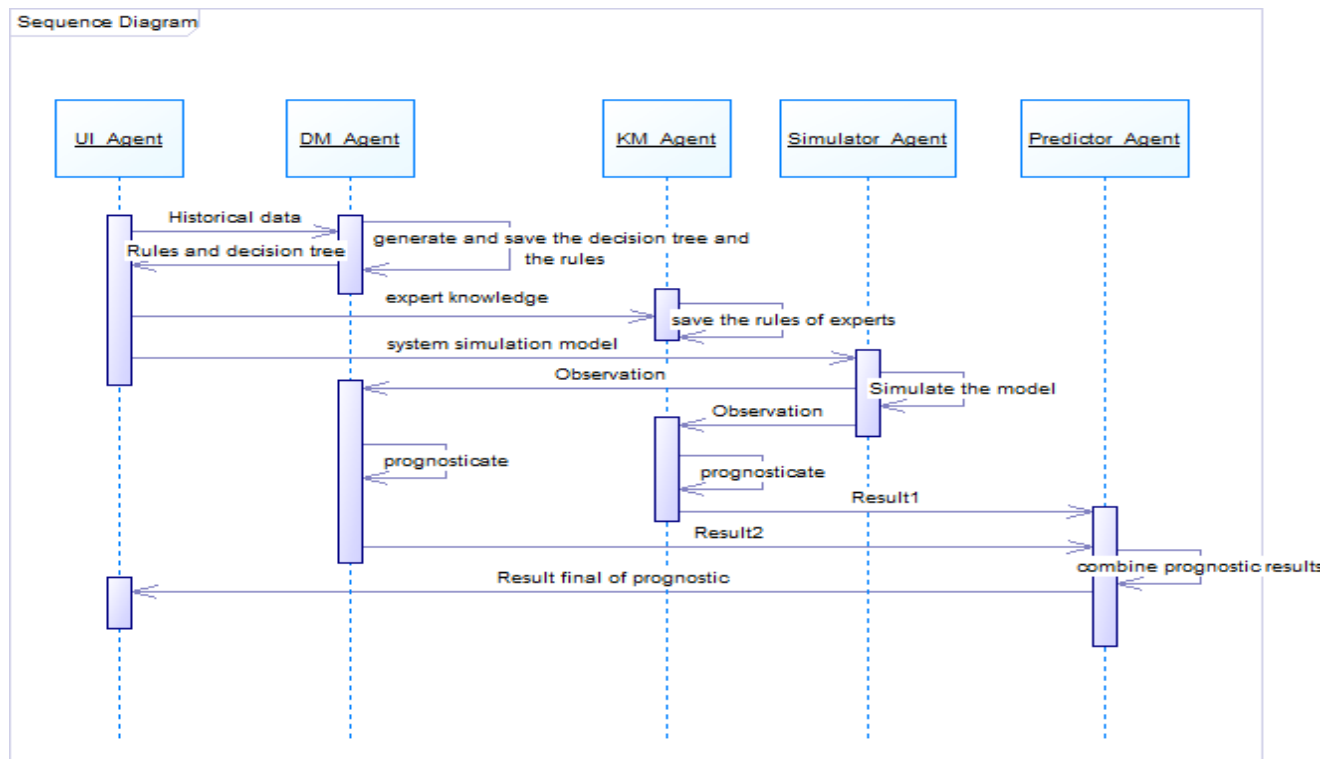 Sequence Diagram
UI_Agent
DM_Agent
KM_Agent
Simulator_Agent
Predictor_Agent
Historical data
generate and save the decision tree and
the rules
Rules and decision tree
expert knowledge
save the rules of experts
system simulation model
Observation
Simulate the model
Observation
prognosticate
prognosticate
Result1
Result2
combine prognostic results
Result final of prognostic